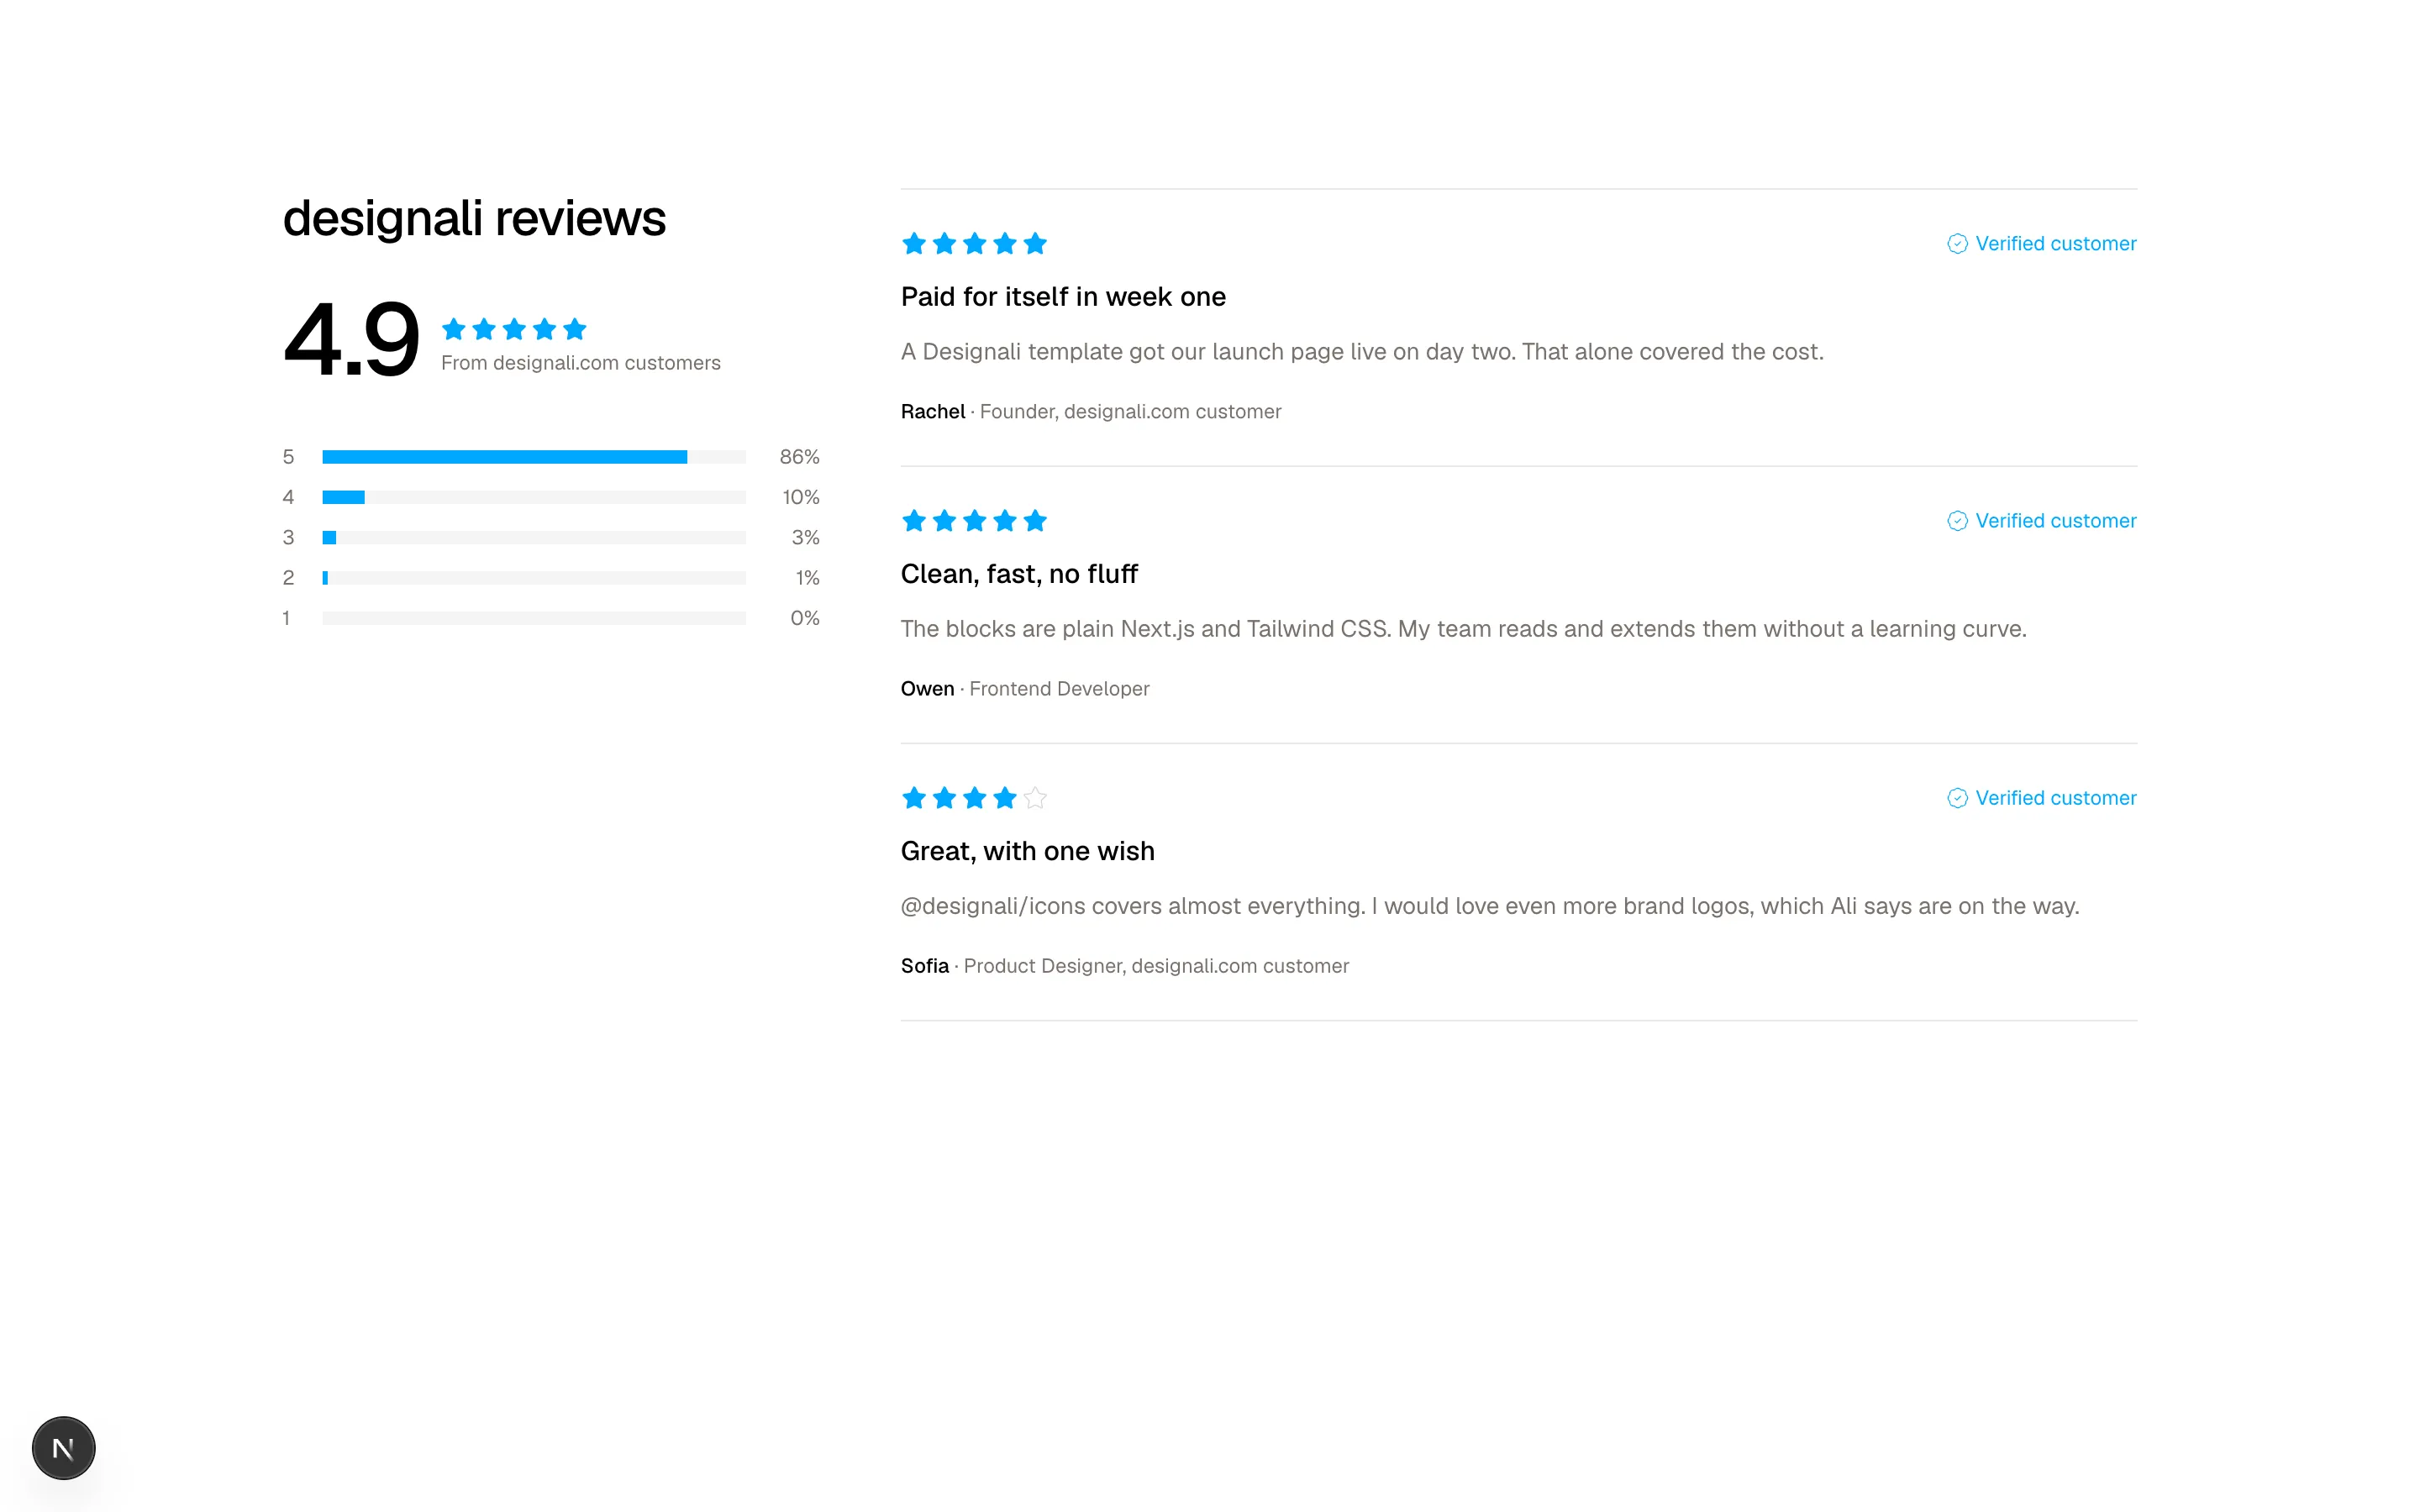 designali reviews
4.9
From designali.com customers
5 86%
4 10%
3 3%
2 1%
1 0%
Verified customer
Paid for itself in week one
A Designali template got our launch page live on day two. That alone covered the cost.
Rachel · Founder, designali.com customer
Verified customer
Clean, fast, no fluff
The blocks are plain Next.js and Tailwind CSS. My team reads and extends them without a learning curve.
Owen · Frontend Developer
Verified customer
Great, with one wish
@designali/icons covers almost everything. I would love even more brand logos, which Ali says are on the way.
Sofia · Product Designer, designali.com customer
N